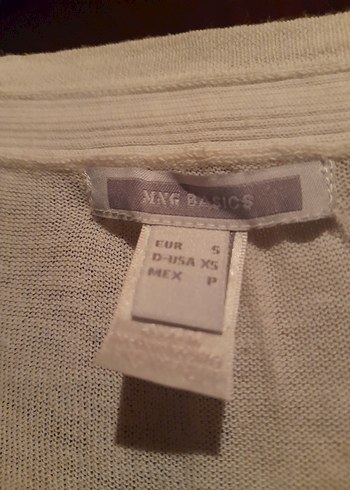 MNG BASICS
EUR S
D-USA XS
MEX P